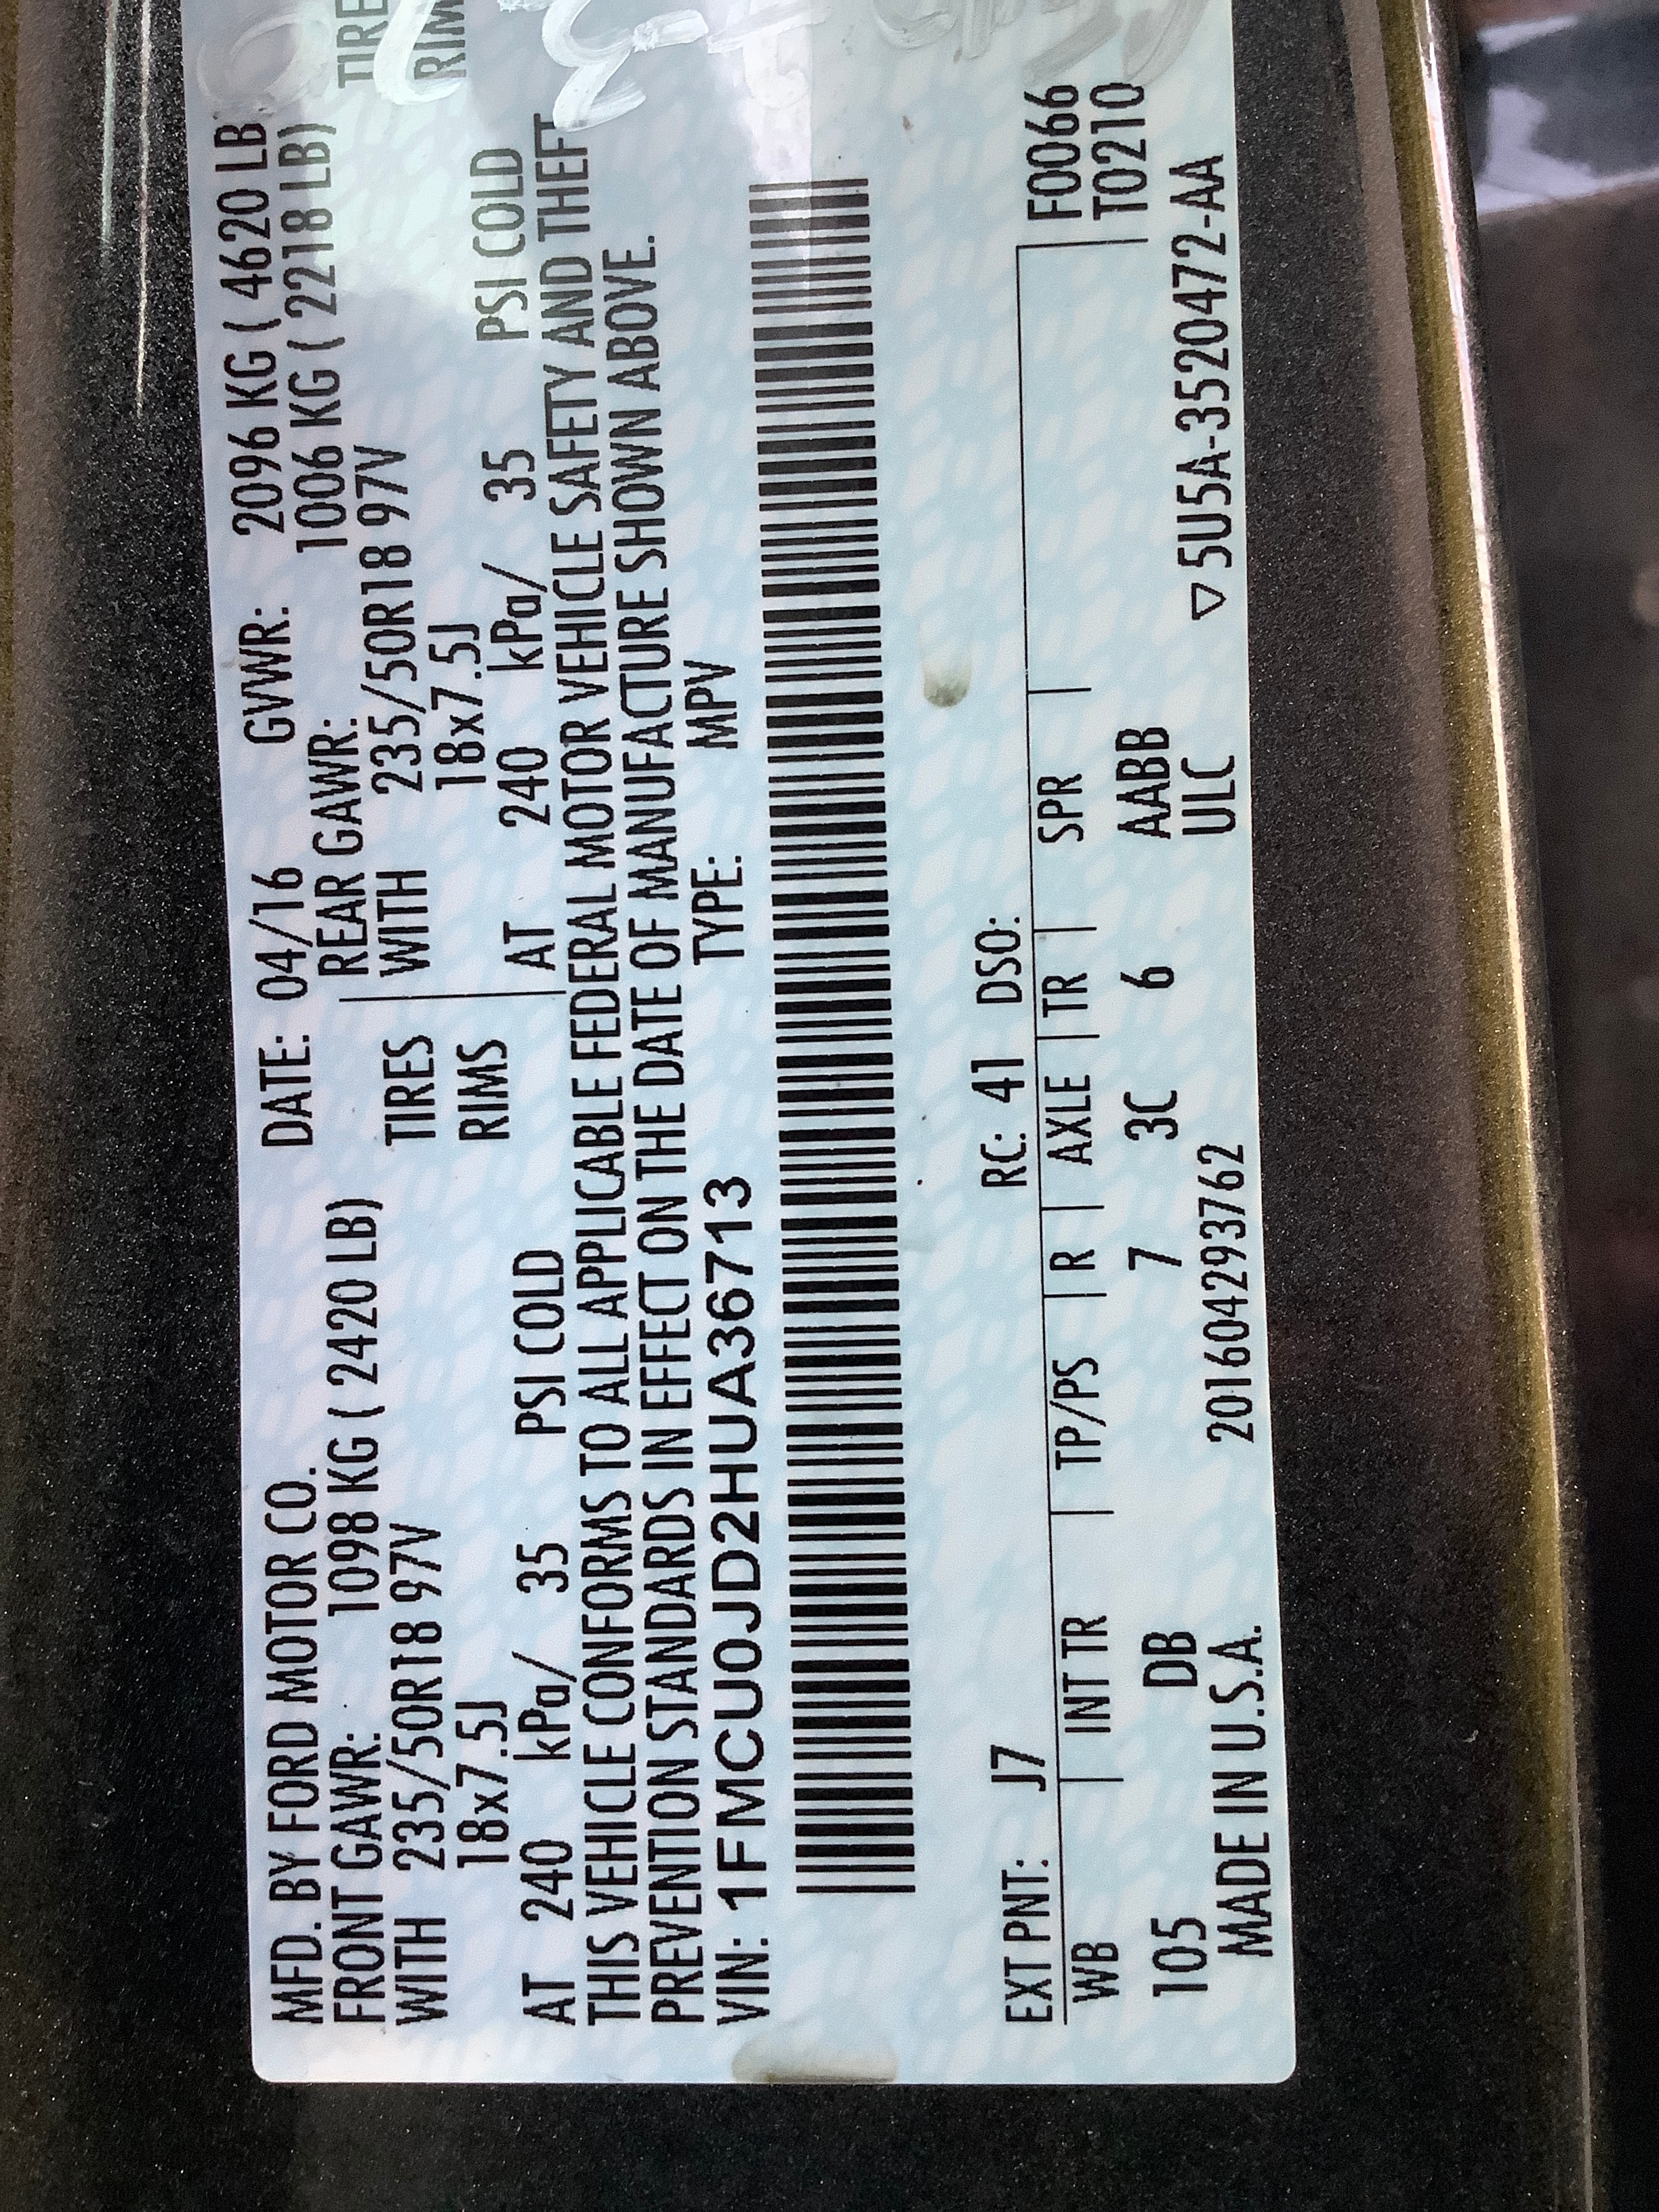 MFD. BY FORD MOTOR CO. DATE: 04/16 GVWR: 2096 KG ( 4620 LB
FRONT GAWR: 1098 KG ( 2420 LB) REAR GAWR: 1006 KG ( 2218 LB)
WITH 235/50R18 97V TIRES WITH 235/50R18 97V TIRE
18x7.5J RIMS 18x7.5J RIM
AT 240 kPa/ 35 PSI COLD AT 240 kPa/ 35 PSI COLD
THIS VEHICLE CONFORMS TO ALL APPLICABLE FEDERAL MOTOR VEHICLE SAFETY AND THEFT
PREVENTION STANDARDS IN EFFECT ON THE DATE OF MANUFACTURE SHOWN ABOVE.
VIN: 1FMCU0JD2HUA36713 TYPE: MPV
EXT PNT: J7 RC: 41 DSO: F0066
WB INT TR TP/PS R AXLE TR SPR T0210
105 DB 7 3C 6 AABB
MADE IN U.S.A. 201604293762 ULC ▽5U5A-3520472-AA